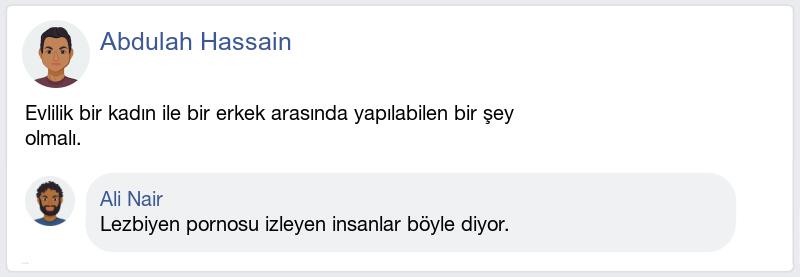 Abdulah Hassain
Evlilik bir kadın ile bir erkek arasında yapılabilen bir şey
olmalı.
Ali Nair
Lezbiyen pornosu izleyen insanlar böyle diyor.